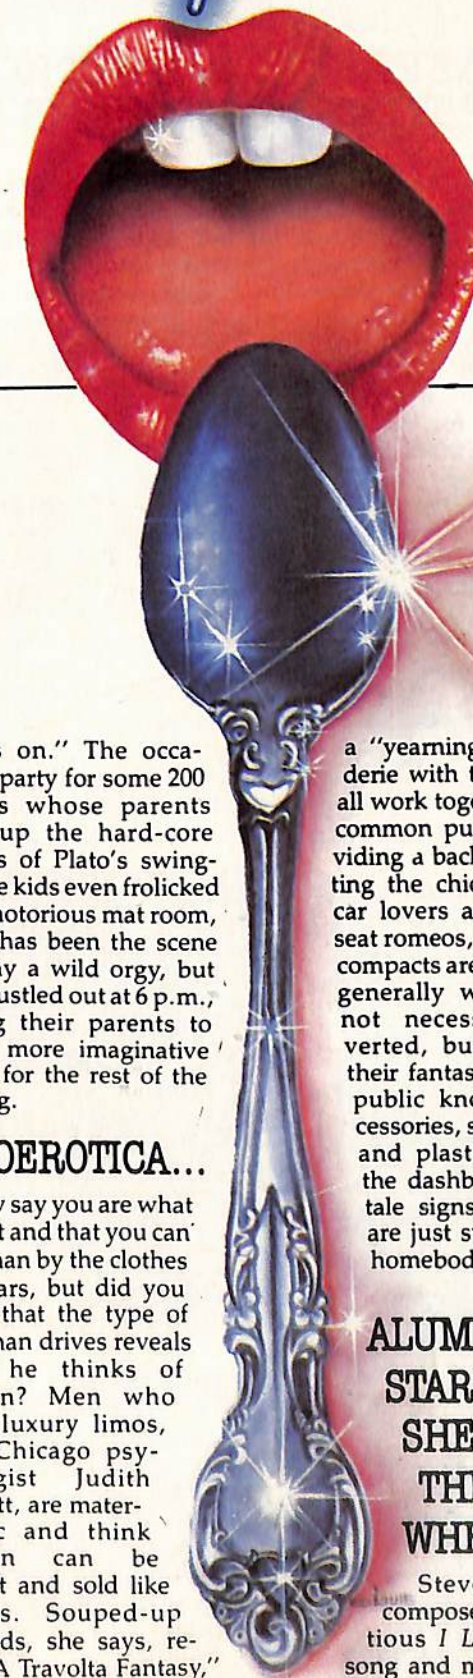 s on." The occa-
party for some 200
s whose parents
up the hard-core
s of Plato's swing-
e kids even frolicked
notorious mat room,
has been the scene
ny a wild orgy, but
ustled out at 6 p.m.,
g their parents to
more imaginative
for the rest of the
g.
OEROTICA...
y say you are what
t and that you can
nan by the clothes
ars, but did you
that the type of
nan drives reveals
he thinks of
n? Men who
luxury limos,
Chicago psy-
gist Judith
tt, are mater-
c and think
n can be
t and sold like
s. Souped-up
ds, she says, re-
A Travolta Fantasy,"
a "yearning
derie with t
all work toge
common pu
viding a back
ting the chic
car lovers a
seat romeos,
compacts are
generally w
not necess
verted, bu
their fantas
public kno
cessories, s
and plast
the dashb
tale signs
are just st
homebod
ALUM
STAR
SHE
TH
WHE
Steve
compose
tious I L
song and n